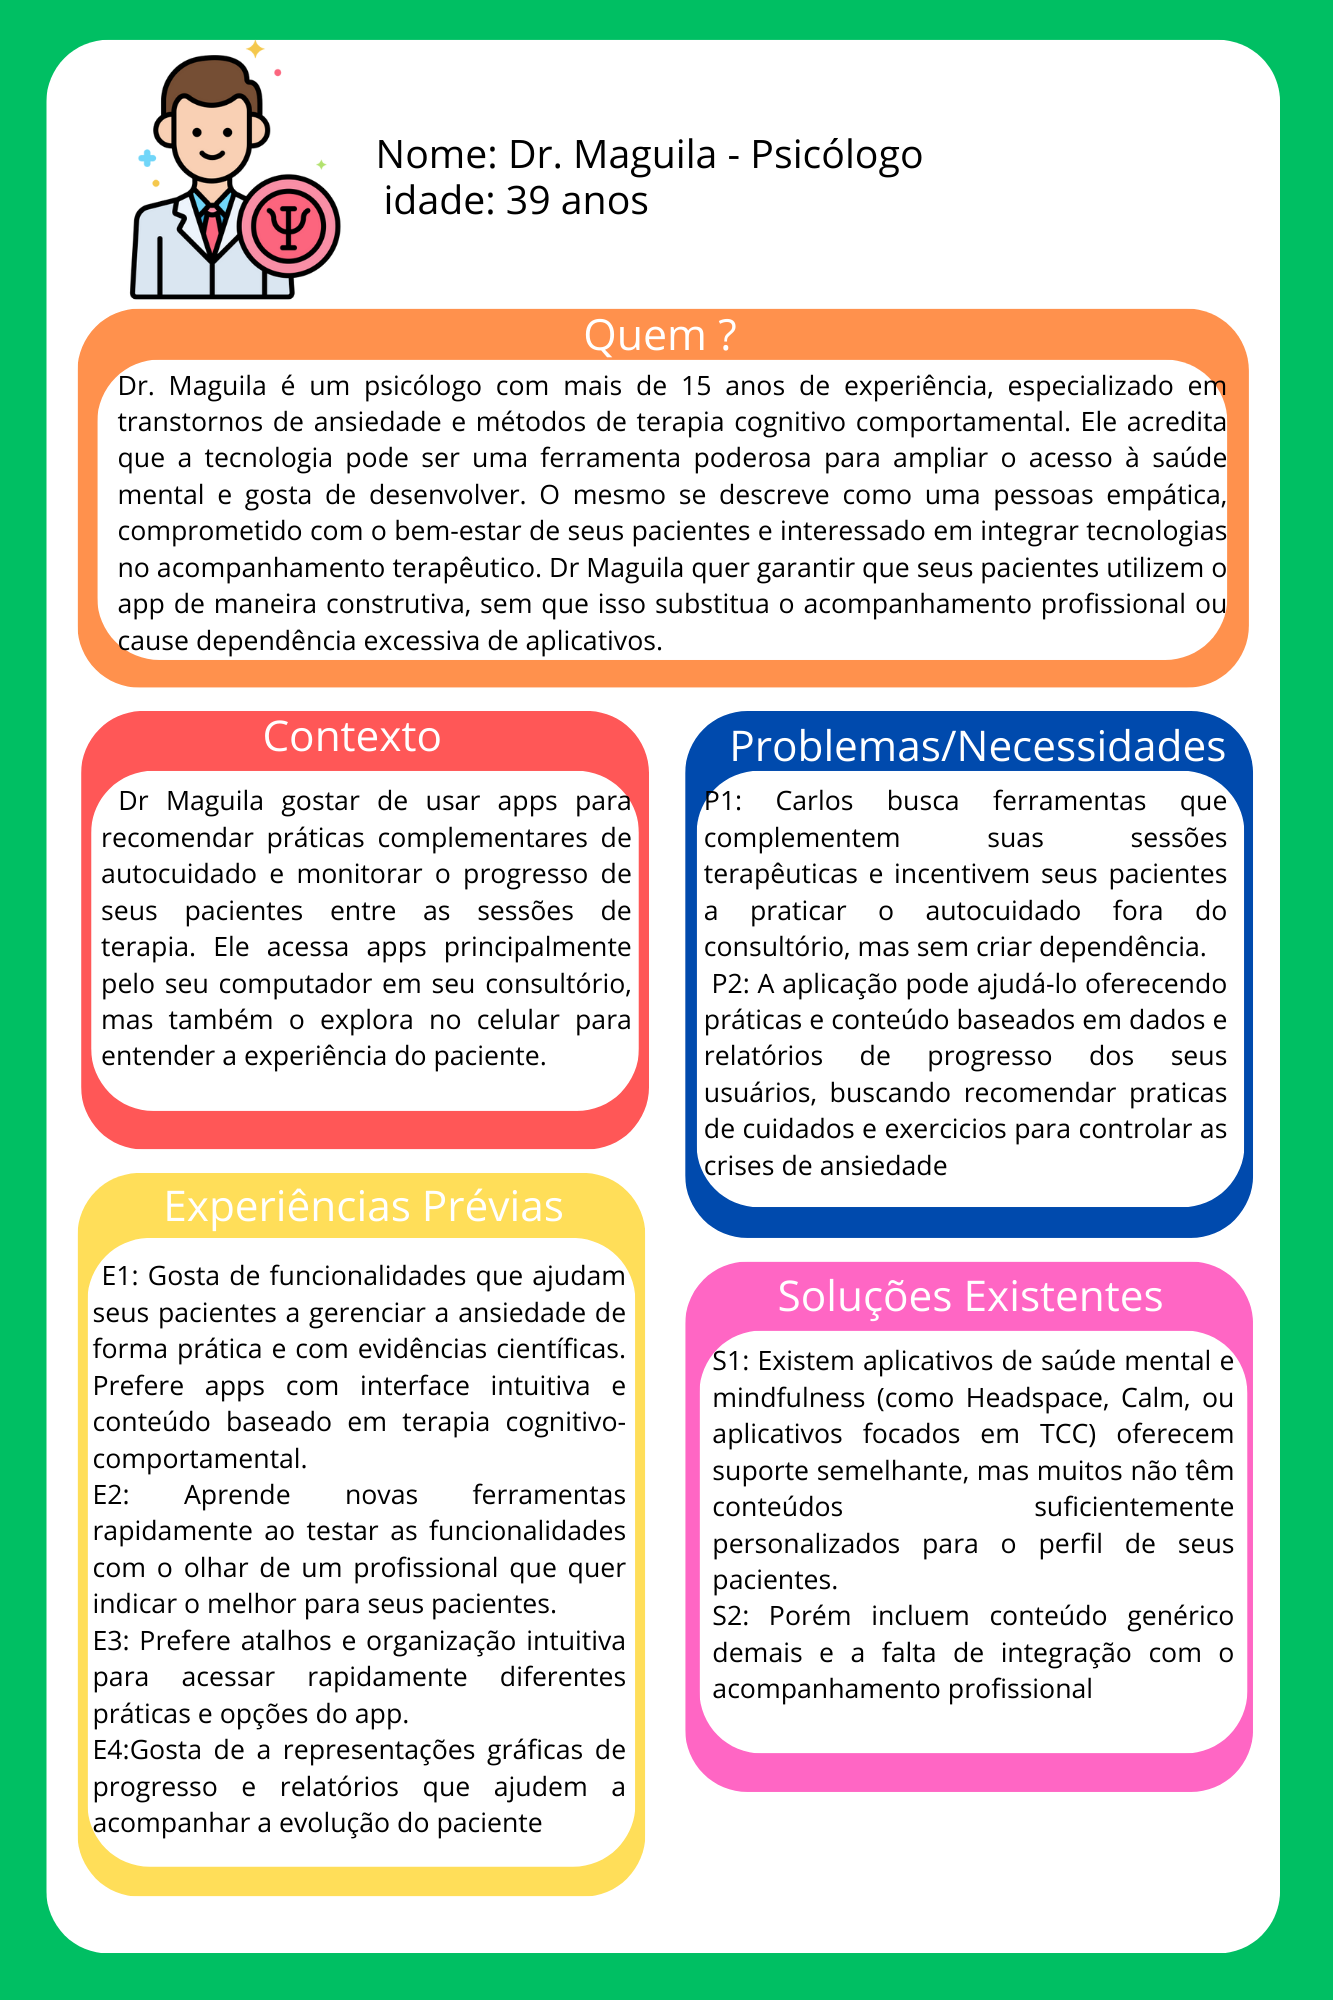 Nome: Dr. Maguila - Psicólogo
idade: 39 anos
Ψ
Quem ?
Dr. Maguila é um psicólogo com mais de 15 anos de experiência, especializado em
transtornos de ansiedade e métodos de terapia cognitivo comportamental. Ele acredita
que a tecnologia pode ser uma ferramenta poderosa para ampliar o acesso à saúde
mental e gosta de desenvolver. O mesmo se descreve como uma pessoas empática,
comprometido com o bem-estar de seus pacientes e interessado em integrar tecnologias
no acompanhamento terapêutico. Dr Maguila quer garantir que seus pacientes utilizem o
app de maneira construtiva, sem que isso substitua o acompanhamento profissional ou
cause dependência excessiva de aplicativos.
Contexto
Dr Maguila gostar de usar apps para
recomendar práticas complementares de
autocuidado e monitorar o progresso de
seus pacientes entre as sessões de
terapia. Ele acessa apps principalmente
pelo seu computador em seu consultório,
mas também o explora no celular para
entender a experiência do paciente.
Problemas/Necessidades
P1: Carlos busca ferramentas que
complementem suas sessões
terapêuticas e incentivem seus pacientes
a praticar o autocuidado fora do
consultório, mas sem criar dependência.
P2: A aplicação pode ajudá-lo oferecendo
práticas e conteúdo baseados em dados e
relatórios de progresso dos seus
usuários, buscando recomendar praticas
de cuidados e exercicios para controlar as
crises de ansiedade
Experiências Prévias
E1: Gosta de funcionalidades que ajudam
seus pacientes a gerenciar a ansiedade de
forma prática e com evidências científicas.
Prefere apps com interface intuitiva e
conteúdo baseado em terapia cognitivo-
comportamental.
E2: Aprende novas ferramentas
rapidamente ao testar as funcionalidades
com o olhar de um profissional que quer
indicar o melhor para seus pacientes.
E3: Prefere atalhos e organização intuitiva
para acessar rapidamente diferentes
práticas e opções do app.
E4:Gosta de a representações gráficas de
progresso e relatórios que ajudem a
acompanhar a evolução do paciente
Soluções Existentes
S1: Existem aplicativos de saúde mental e
mindfulness (como Headspace, Calm, ou
aplicativos focados em TCC) oferecem
suporte semelhante, mas muitos não têm
conteúdos suficientemente
personalizados para o perfil de seus
pacientes.
S2: Porém incluem conteúdo genérico
demais e a falta de integração com o
acompanhamento profissional